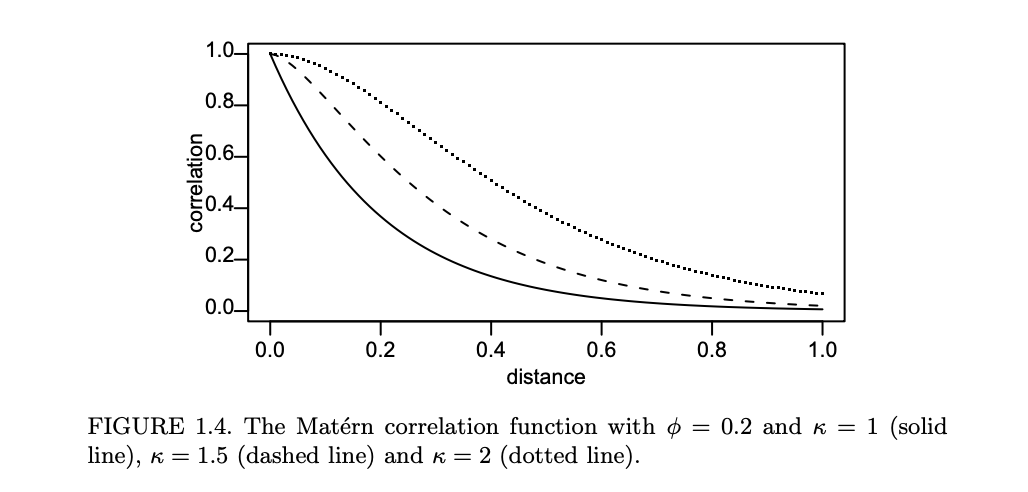 1.0
0.8
0.6
0.4
0.2
0.0
correlation
0.0 0.2 0.4 0.6 0.8 1.0
distance
FIGURE 1.4. The Matérn correlation function with ϕ = 0.2 and κ = 1 (solid
line), κ = 1.5 (dashed line) and κ = 2 (dotted line).